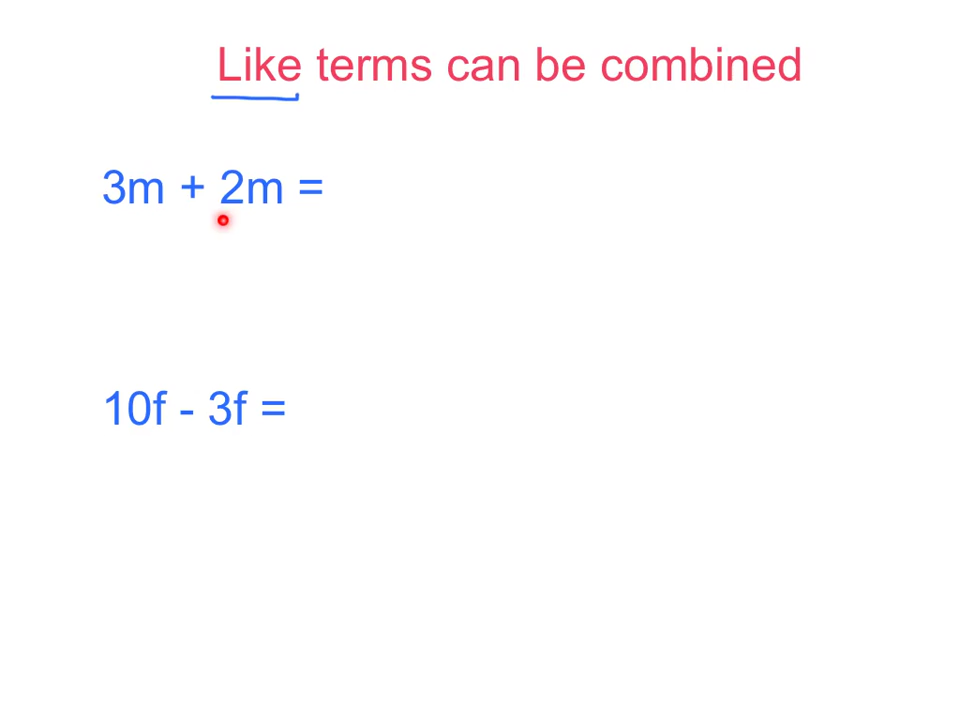 Like terms can be combined
3m + 2m =
10f - 3f =